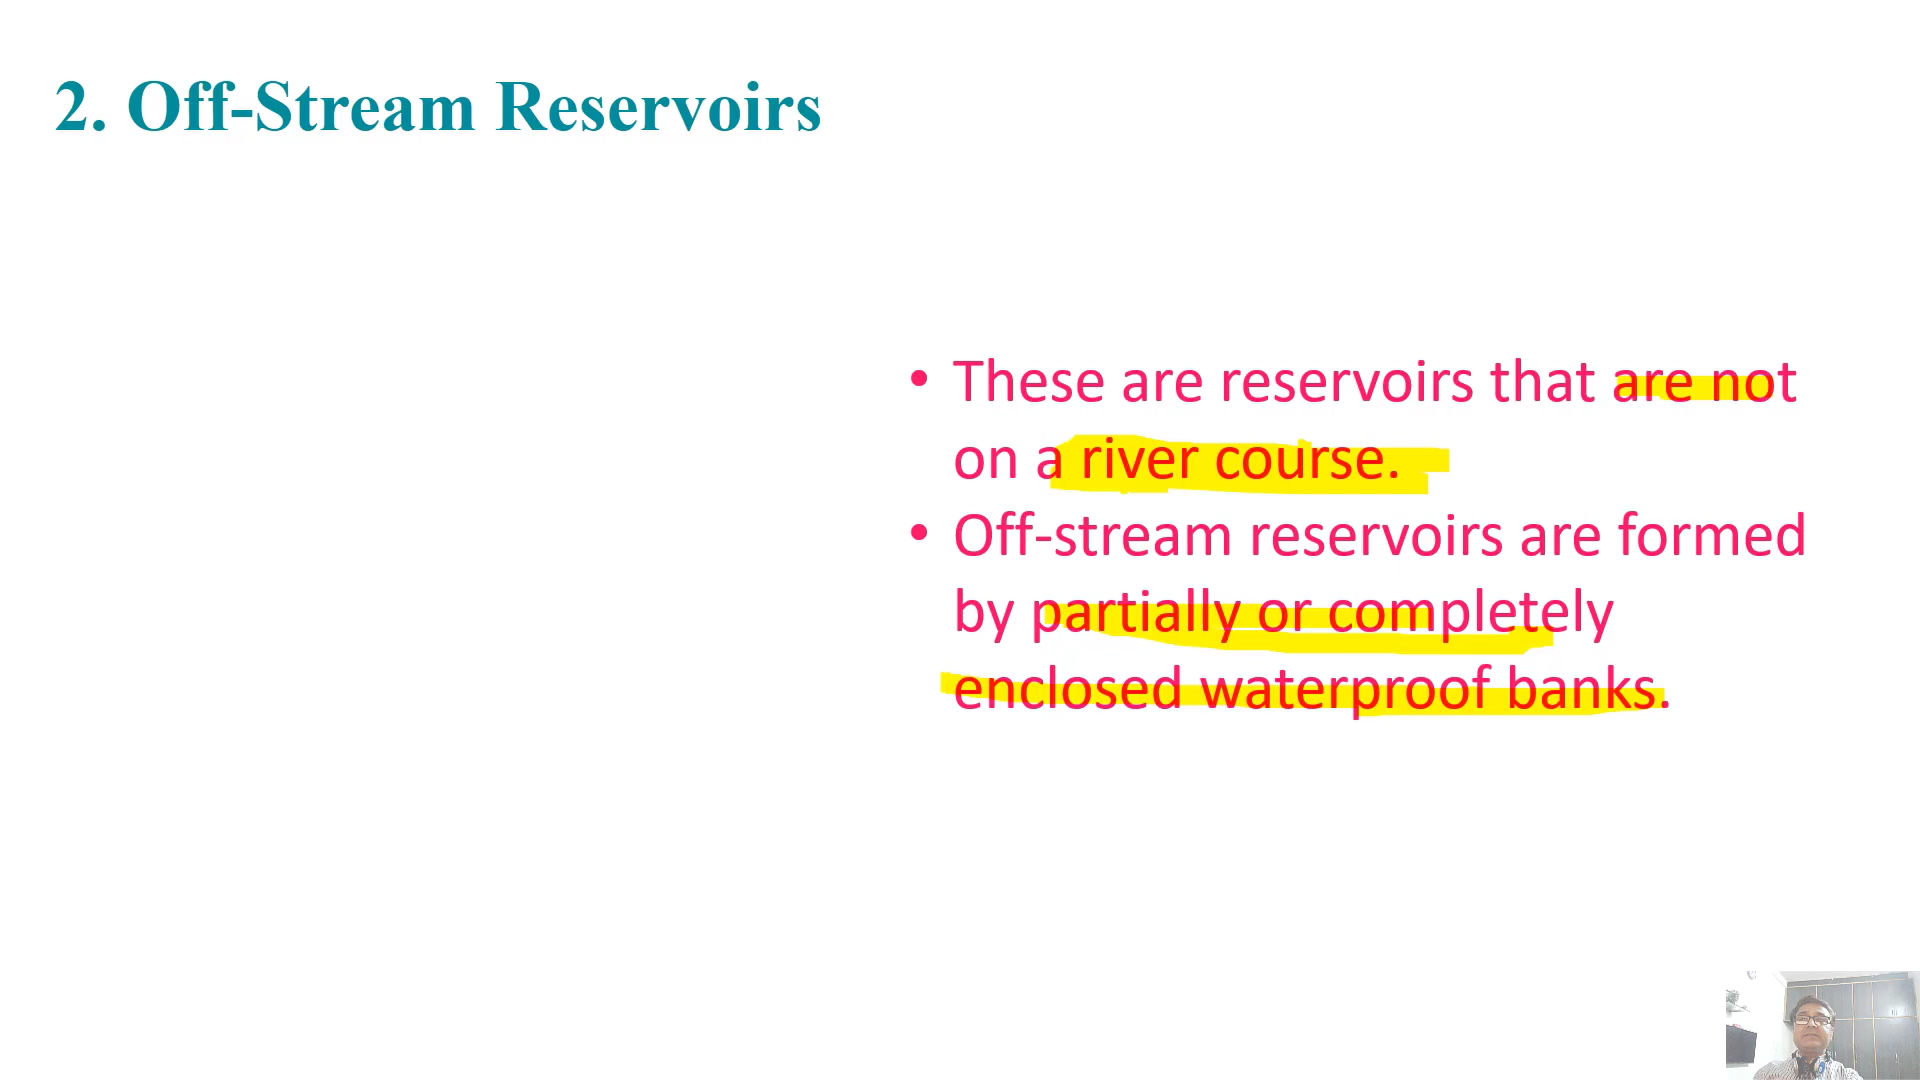 2. Off-Stream Reservoirs
• These are reservoirs that are not
on a river course.
• Off-stream reservoirs are formed
by partially or completely
enclosed waterproof banks.